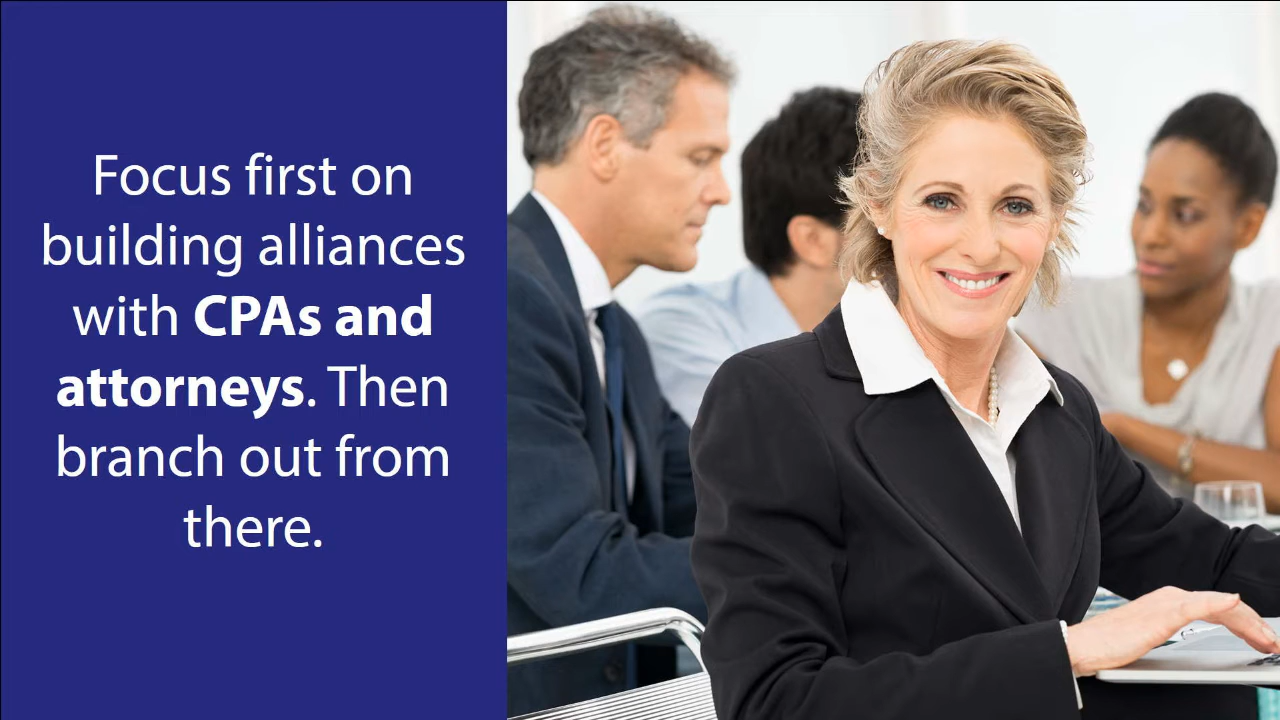 Focus first on
building alliances
with CPAs and
attorneys. Then
branch out from
there.